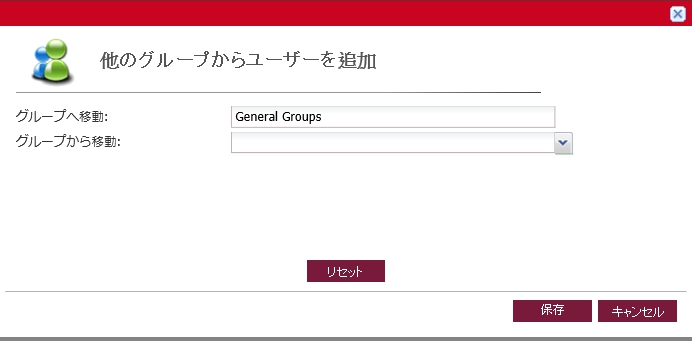 他のグループからユーザーを追加
グループへ移動: General Groups
グループから移動:
リセット
保存 キャンセル